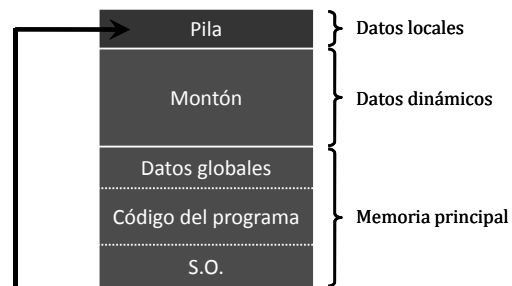 Pila
Datos locales
Montón
Datos dinámicos
Datos globales
Código del programa
Memoria principal
S.O.